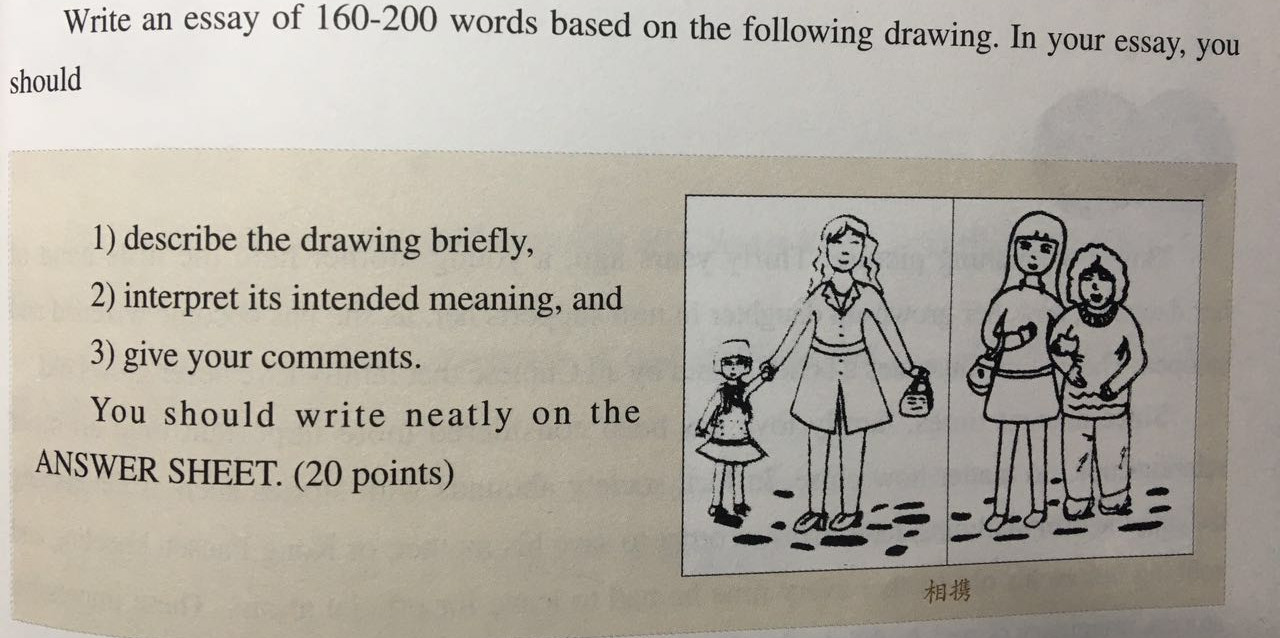 Write an essay of 160-200 words based on the following drawing. In your essay, you
should
1) describe the drawing briefly,
2) interpret its intended meaning, and
3) give your comments.
You should write neatly on the
ANSWER SHEET. (20 points)
相携